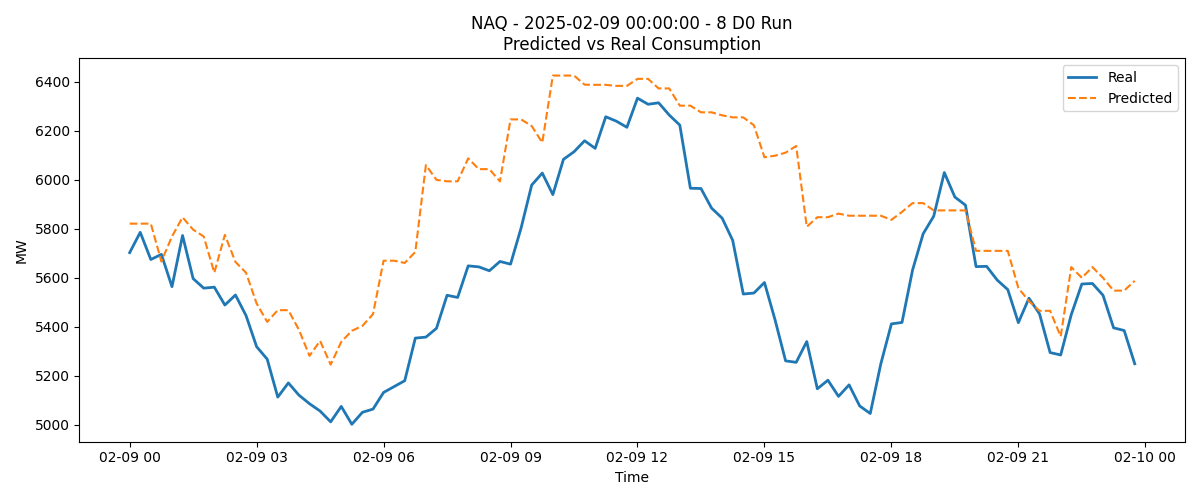 NAQ - 2025-02-09 00:00:00 - 8 D0 Run
Predicted vs Real Consumption
Real
Predicted
6400
6200
6000
5800
5600
5400
5200
5000
MW
02-09 00
02-09 03
02-09 06
02-09 09
02-09 12
02-09 15
02-09 18
02-09 21
02-10 00
Time